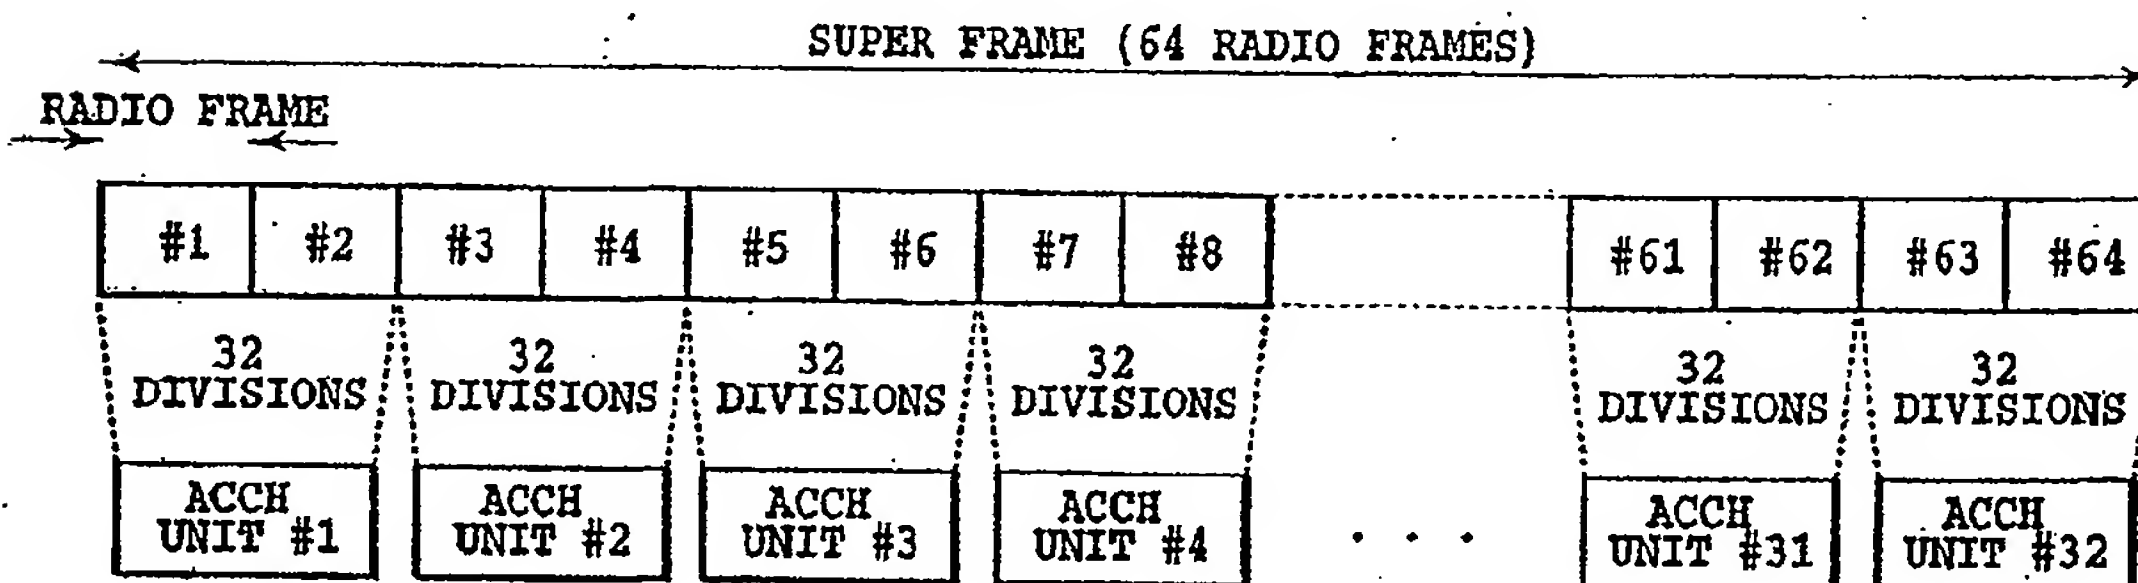 SUPER FRAME (64 RADIO FRAMES)
RADIO FRAME
#1 #2 #3 #4 #5 #6 #7 #8 #61 #62 #63 #64
32 32 32 32 32 32
DIVISIONS DIVISIONS DIVISIONS DIVISIONS DIVISIONS DIVISIONS
ACCH ACCH ACCH ACCH ACCH ACCH
UNIT #1 UNIT #2 UNIT #3 UNIT #4 . . . UNIT #31 UNIT #32